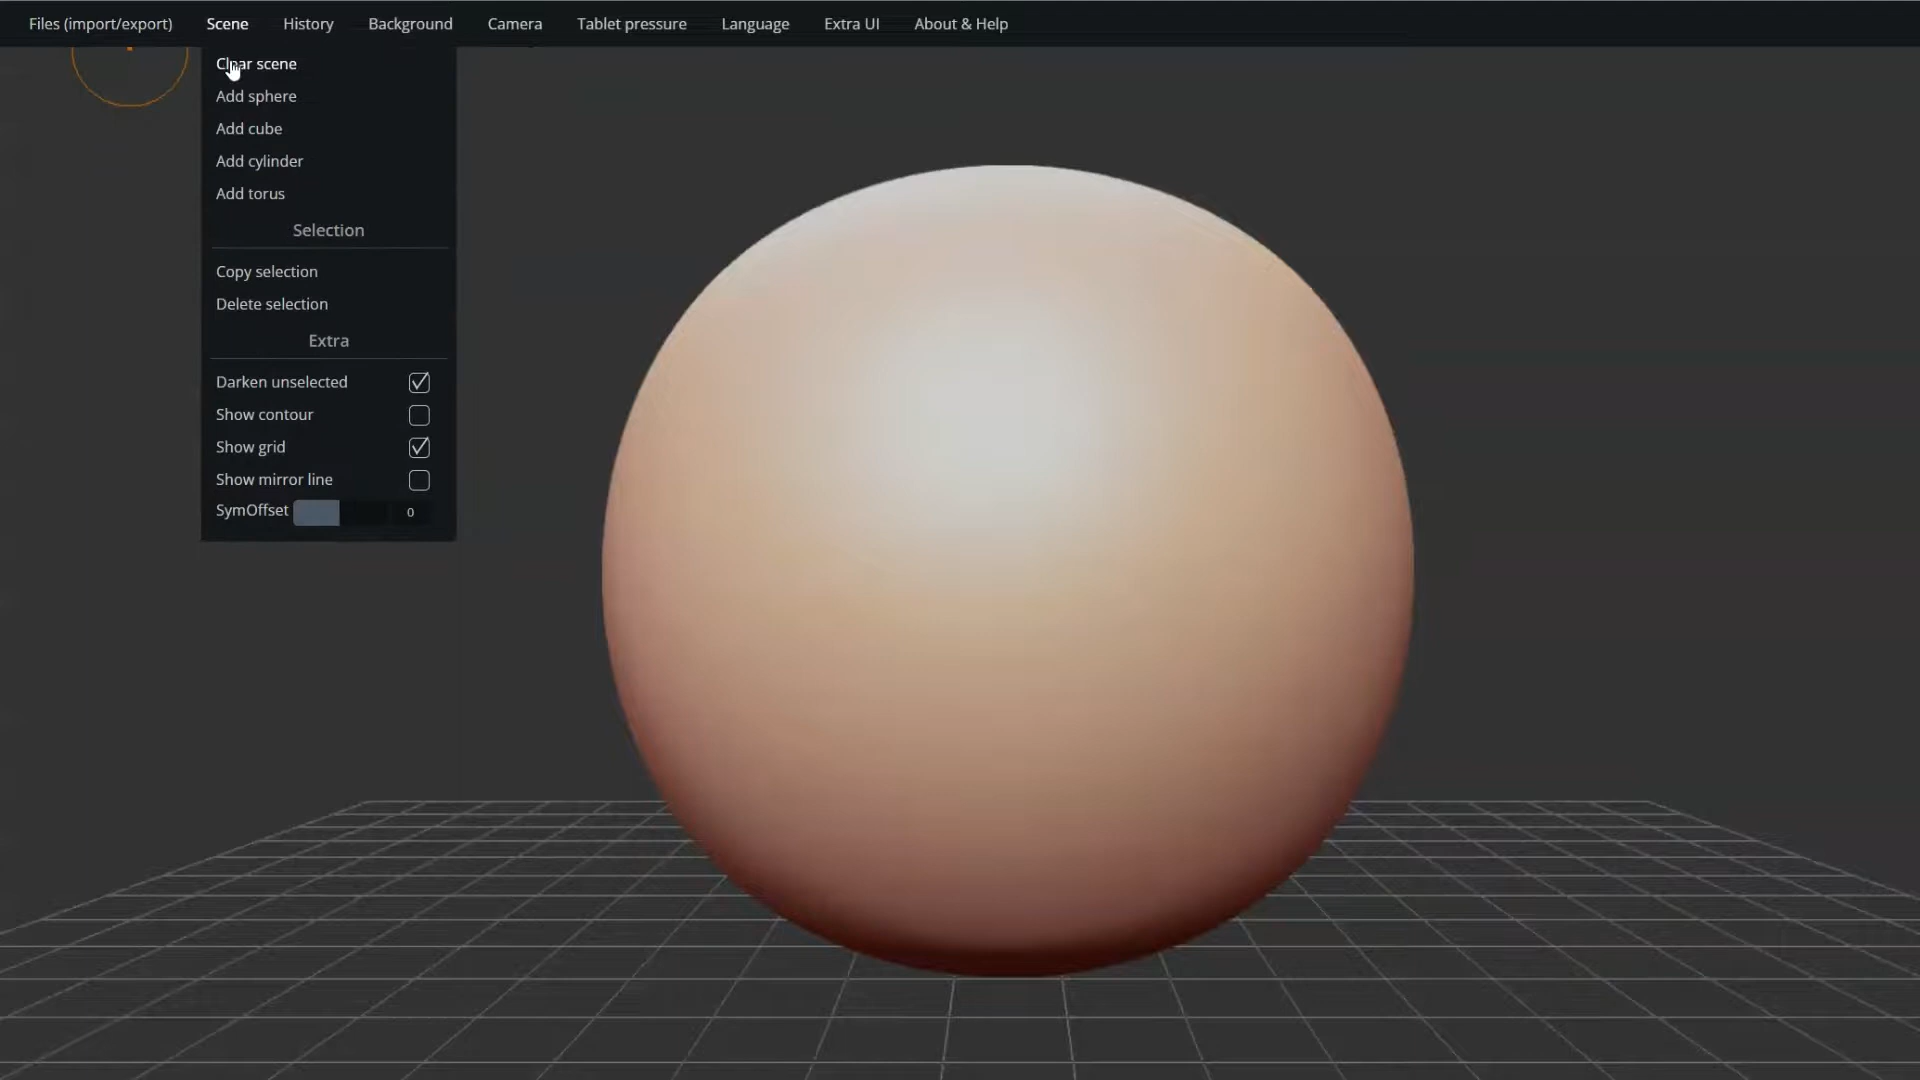 Files (import/export) Scene History Background Camera Tablet pressure Language Extra UI About & Help
Clear scene
Add sphere
Add cube
Add cylinder
Add torus
Selection
Copy selection
Delete selection
Extra
Darken unselected
Show contour
Show grid
Show mirror line
SymOffset 0